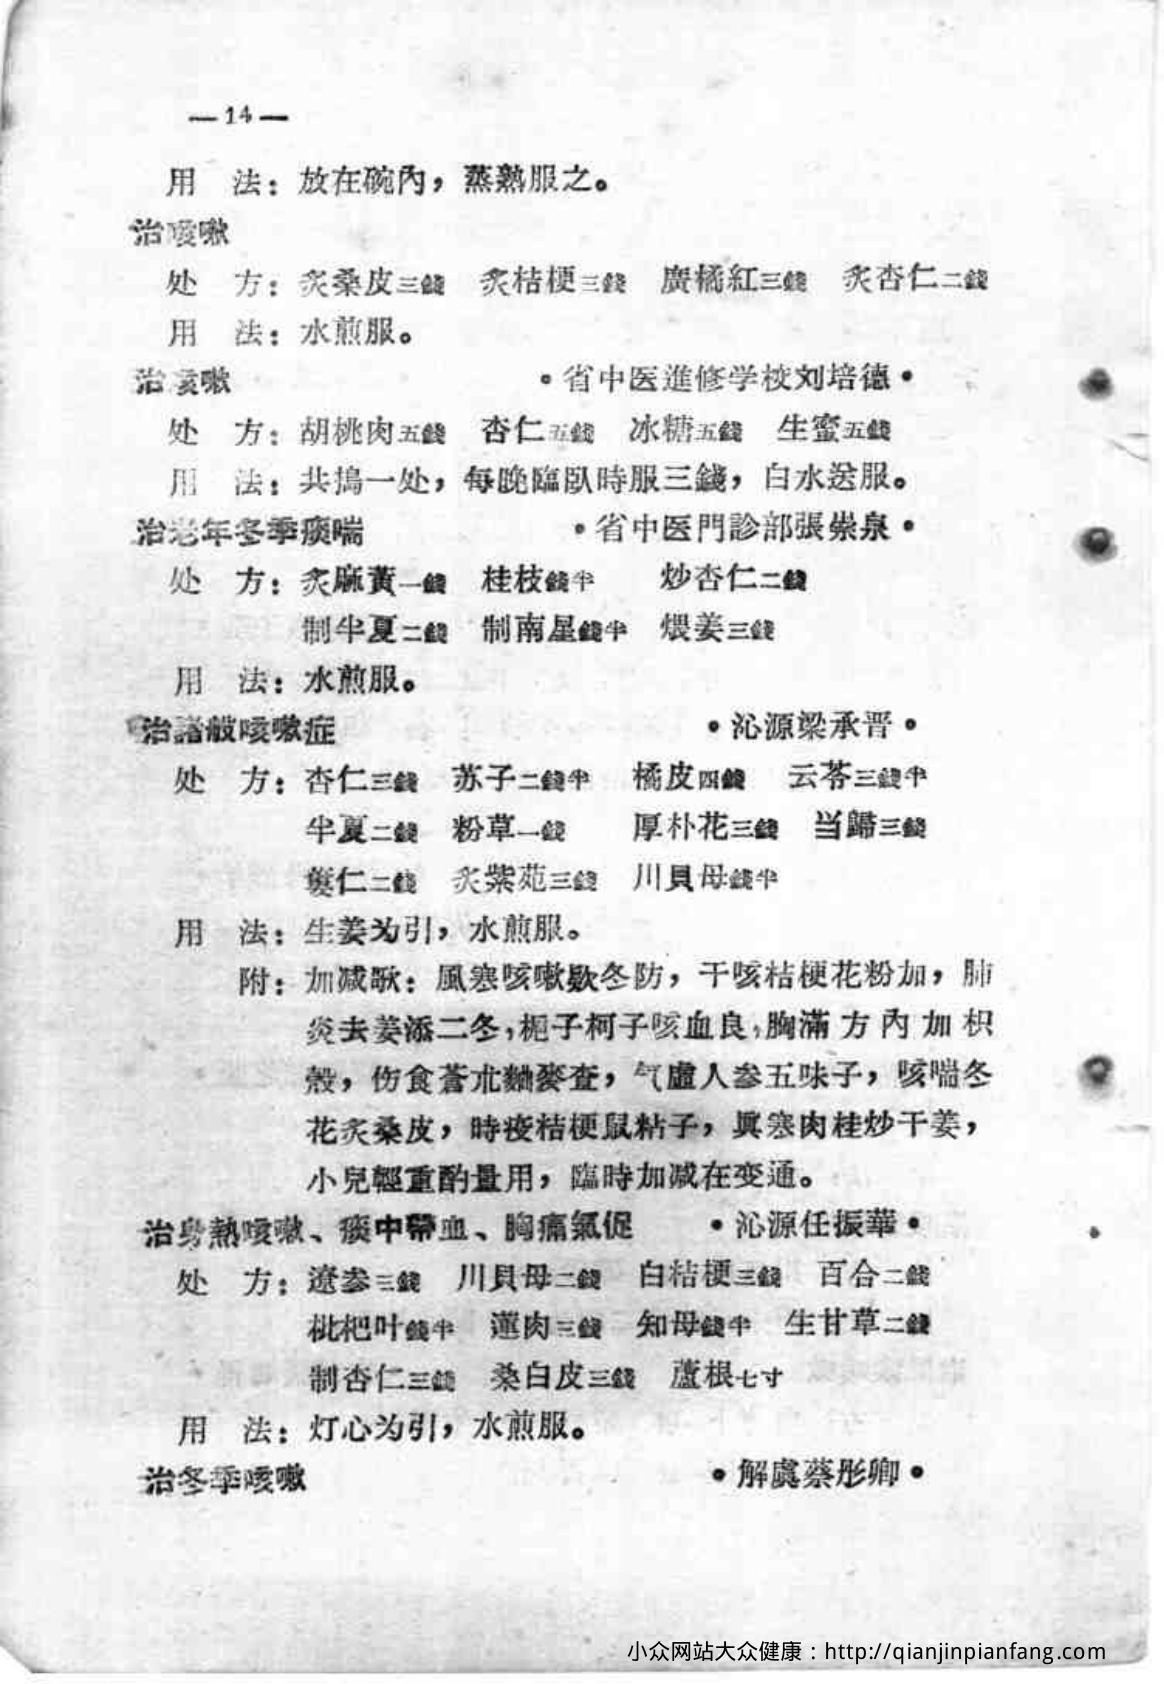 —14—
用 法：放在碗內，蒸熟服之。
治咳嗽
处 方：炙桑皮三錢 炙桔梗三錢 廣橘紅三錢 炙杏仁二錢
用 法：水煎服。
治咳嗽 •省中医進修学校刘培德•
处 方：胡桃肉五錢 杏仁五錢 冰糖五錢 生蜜五錢
用 法：共搗一处，每晚臨臥時服三錢，白水送服。
治老年冬季痰喘 •省中医門診部張崇泉•
处 方：炙麻黃一錢 桂枝錢半 炒杏仁二錢
制半夏二錢 制南星錢半 煨姜三錢
用 法：水煎服。
治諸般咳嗽症 •沁源梁承晋•
处 方：杏仁三錢 苏子二錢半 橘皮四錢 云苓三錢半
半夏二錢 粉草一錢 厚朴花三錢 当歸三錢
蔞仁二錢 炙紫苑三錢 川貝母錢半
用 法：生姜为引，水煎服。
附：加减歌：風寒咳嗽欵冬防，干咳桔梗花粉加，肺
炎去姜添二冬，梔子柯子咳血良，胸滿方內加枳
殼，伤食蒼朮麯麥查，气虛人参五味子，咳喘冬
花炙桑皮，時疫桔梗鼠粘子，眞寒肉桂炒干姜，
小兒輕重酌量用，臨時加减在变通。
治身熱咳嗽、痰中帶血、胸痛氣促 •沁源任振華•
处 方：遼参三錢 川貝母二錢 白桔梗三錢 百合二錢
枇杷叶錢半 蓮肉三錢 知母錢半 生甘草二錢
制杏仁三錢 桑白皮三錢 蘆根七寸
用 法：灯心为引，水煎服。
治冬季咳嗽 •解虞蔡彤卿•
小众网站大众健康：http://qianjinpianfang.com